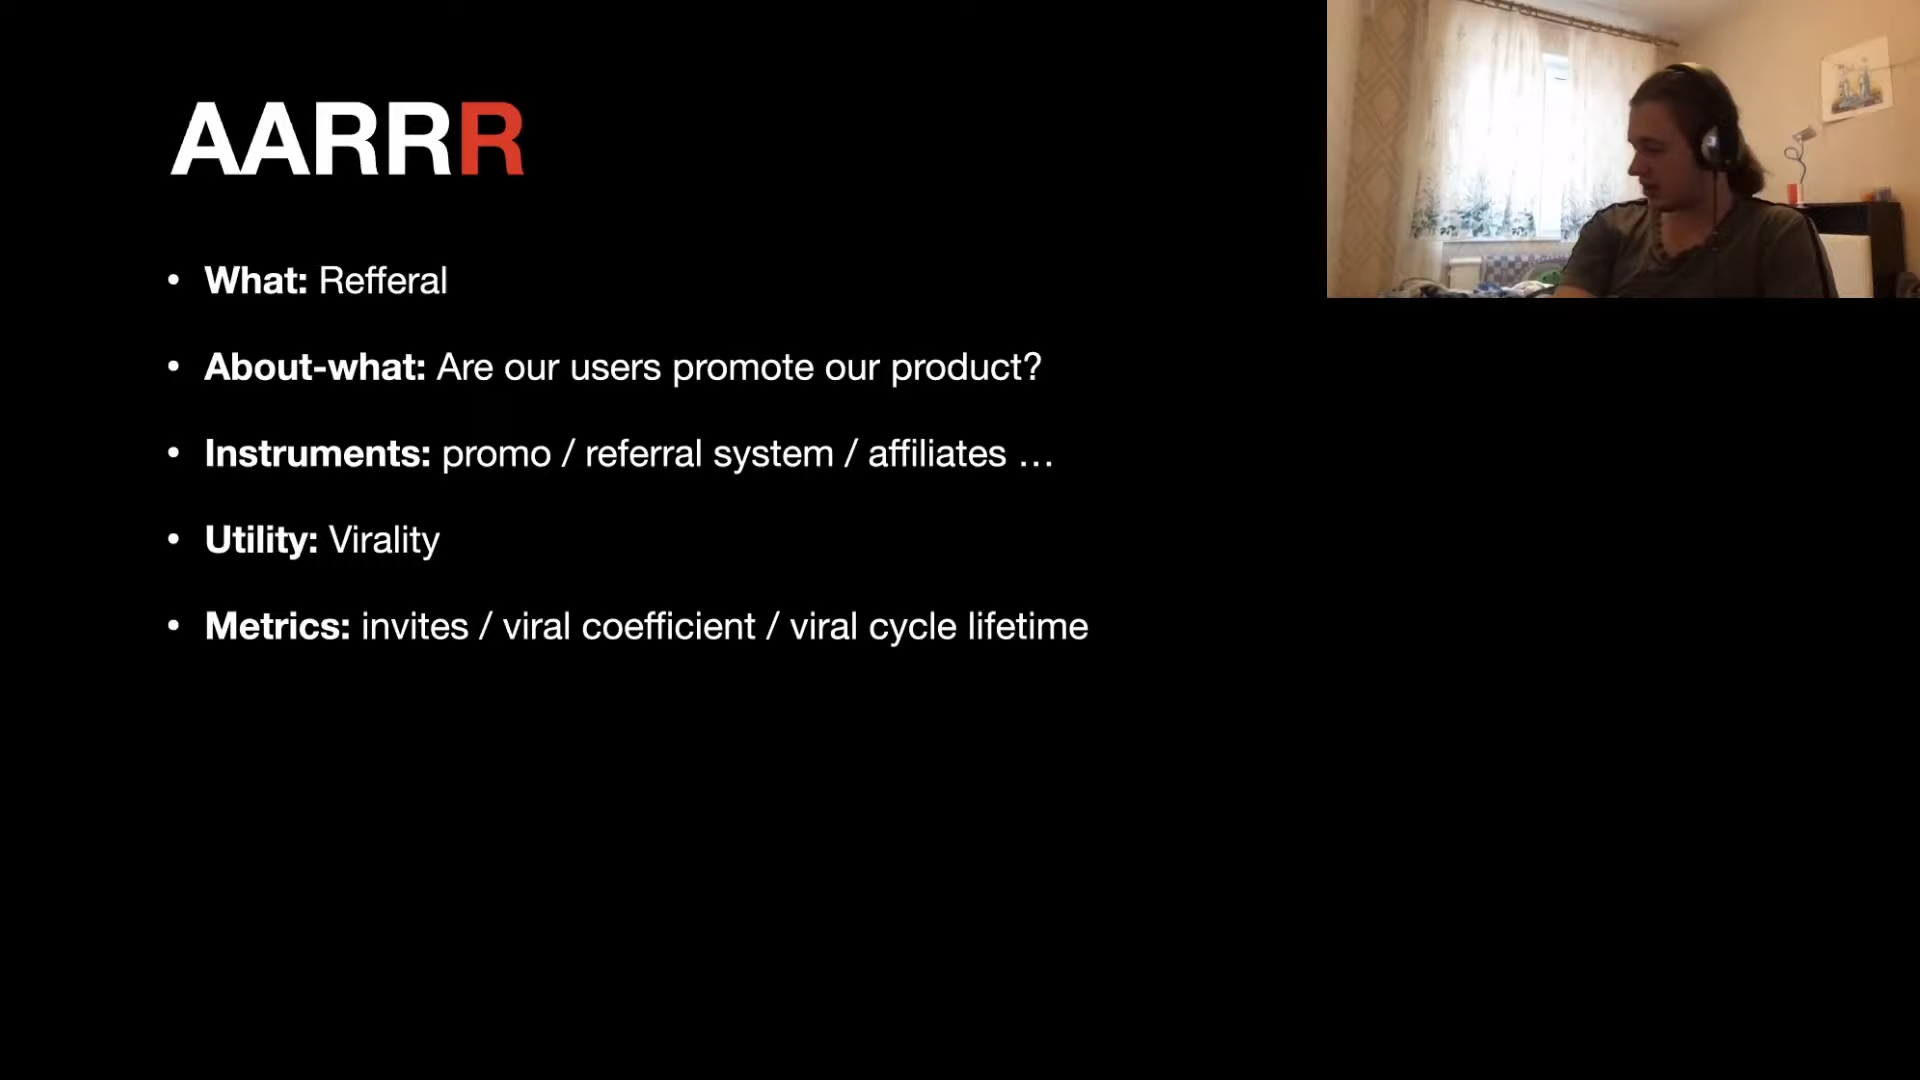 AARRR
• What: Refferal
• About-what: Are our users promote our product?
• Instruments: promo / referral system / affiliates …
• Utility: Virality
• Metrics: invites / viral coefficient / viral cycle lifetime